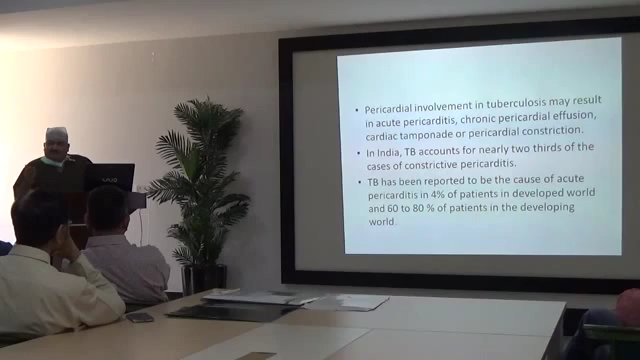 • Pericardial involvement in tuberculosis may result
in acute pericarditis, chronic pericardial effusion,
cardiac tamponade or pericardial constriction.
• In India, TB accounts for nearly two thirds of the
cases of constrictive pericarditis.
• TB has been reported to be the cause of acute
pericarditis in 4% of patients in developed world
and 60 to 80 % of patients in the developing
world.